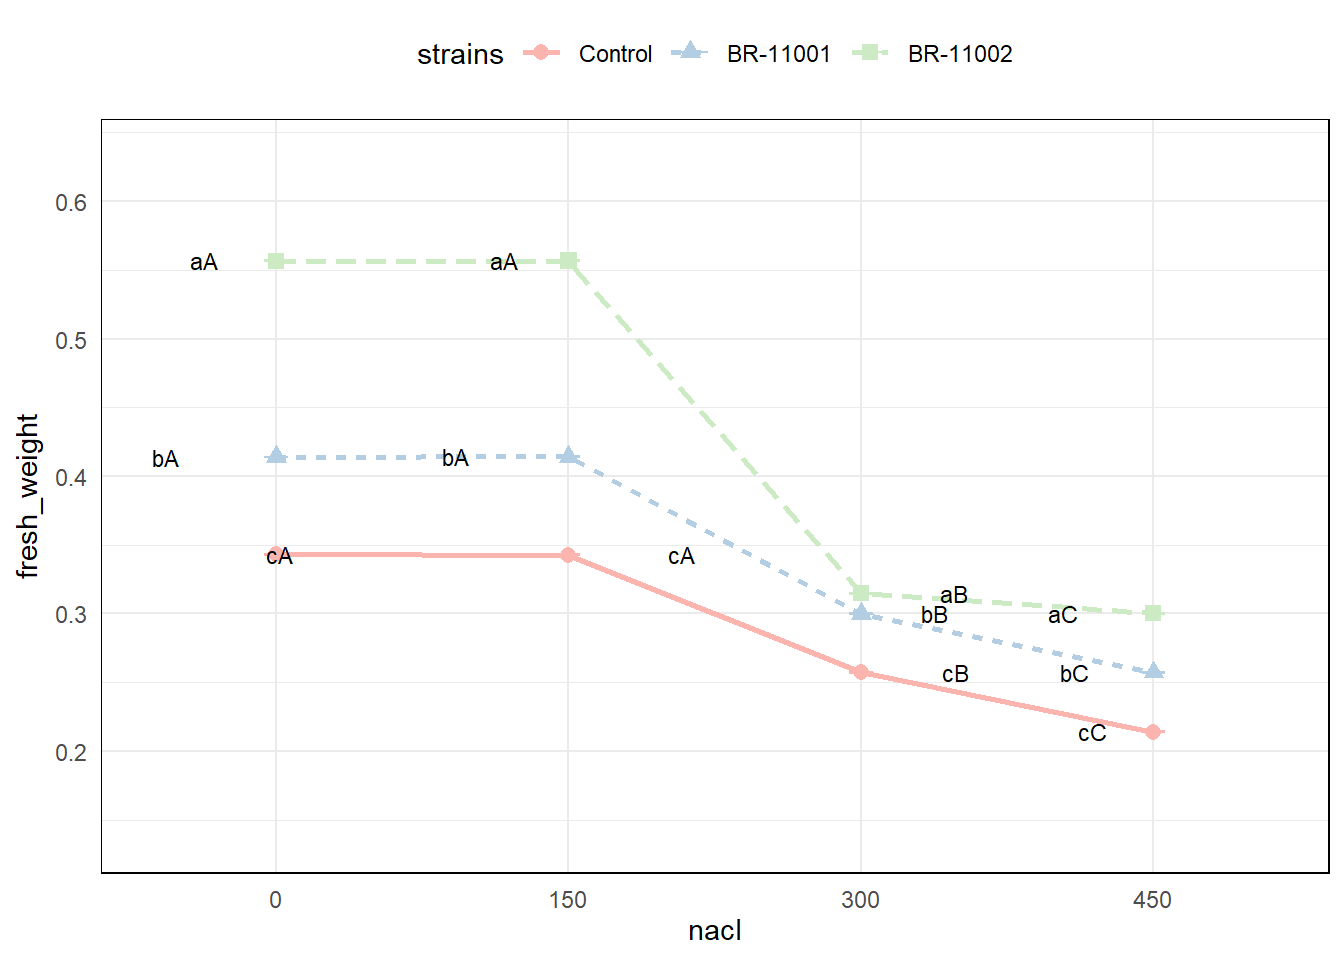 strains Control BR-11001 BR-11002
0.6
aA aA
0.5
bA bA
0.4
cA cA
aB
0.3 bB aC
cB bC
cC
0.2
fresh_weight
0 150 300 450
nacl